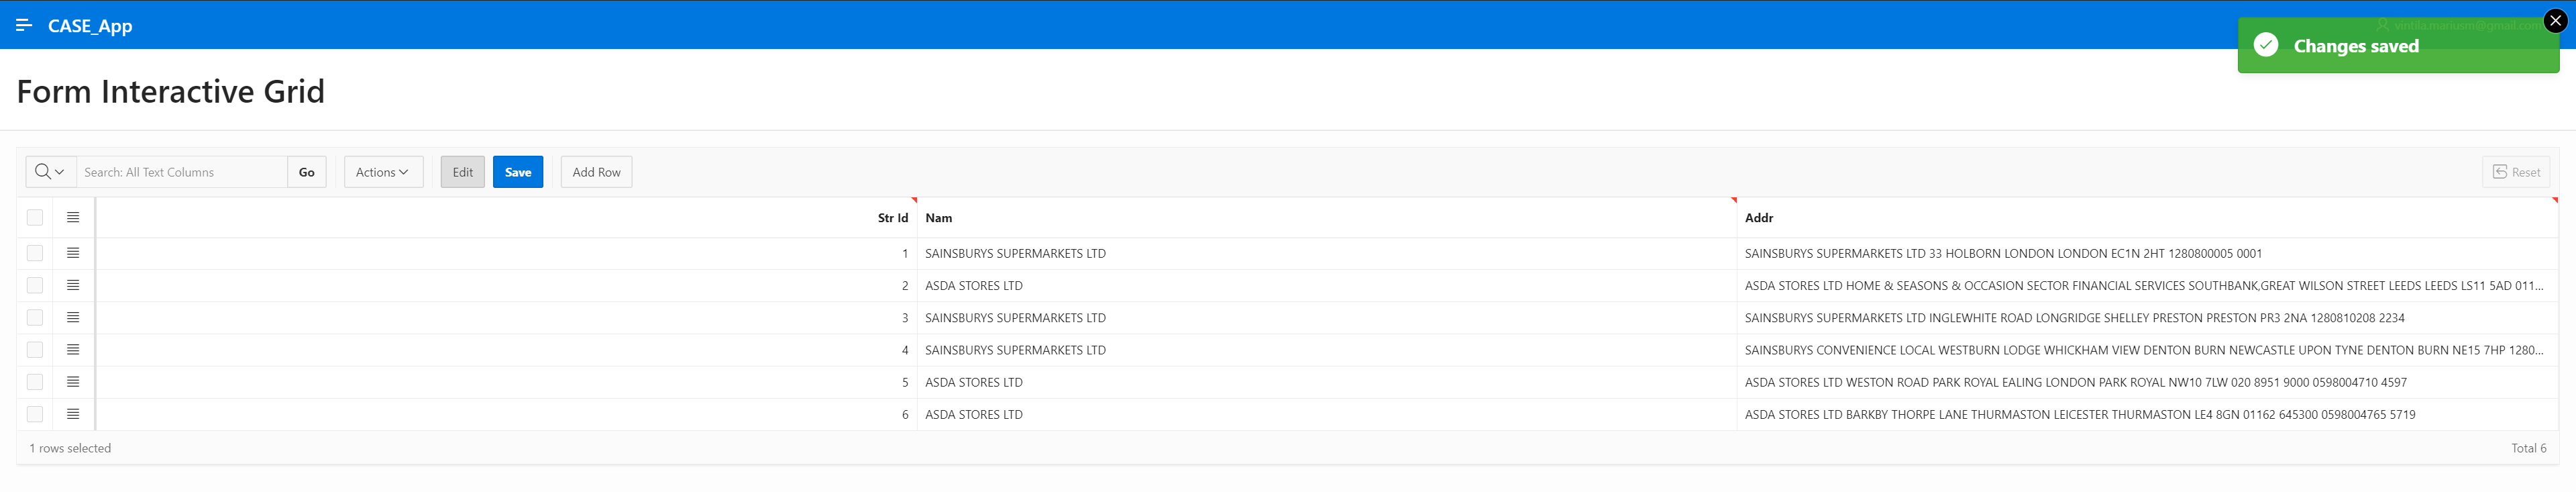 CASE_App
Changes saved
Form Interactive Grid
Search: All Text Columns Go Actions Edit Save Add Row Reset
Str Id Nam Addr
1 SAINSBURYS SUPERMARKETS LTD SAINSBURYS SUPERMARKETS LTD 33 HOLBORN LONDON LONDON EC1N 2HT 1280800005 0001
2 ASDA STORES LTD ASDA STORES LTD HOME & SEASONS & OCCASION SECTOR FINANCIAL SERVICES SOUTHBANK,GREAT WILSON STREET LEEDS LEEDS LS11 5AD 011...
3 SAINSBURYS SUPERMARKETS LTD SAINSBURYS SUPERMARKETS LTD INGLEWHITE ROAD LONGRIDGE SHELLEY PRESTON PRESTON PR3 2NA 1280810208 2234
4 SAINSBURYS SUPERMARKETS LTD SAINSBURYS CONVENIENCE LOCAL WESTBURN LODGE WHICKHAM VIEW DENTON BURN NEWCASTLE UPON TYNE DENTON BURN NE15 7HP 1280...
5 ASDA STORES LTD ASDA STORES LTD WESTON ROAD PARK ROYAL EALING LONDON PARK ROYAL NW10 7LW 020 8951 9000 0598004710 4597
6 ASDA STORES LTD ASDA STORES LTD BARKBY THORPE LANE THURMASTON LEICESTER THURMASTON LE4 8GN 01162 645300 0598004765 5719
1 rows selected Total 6